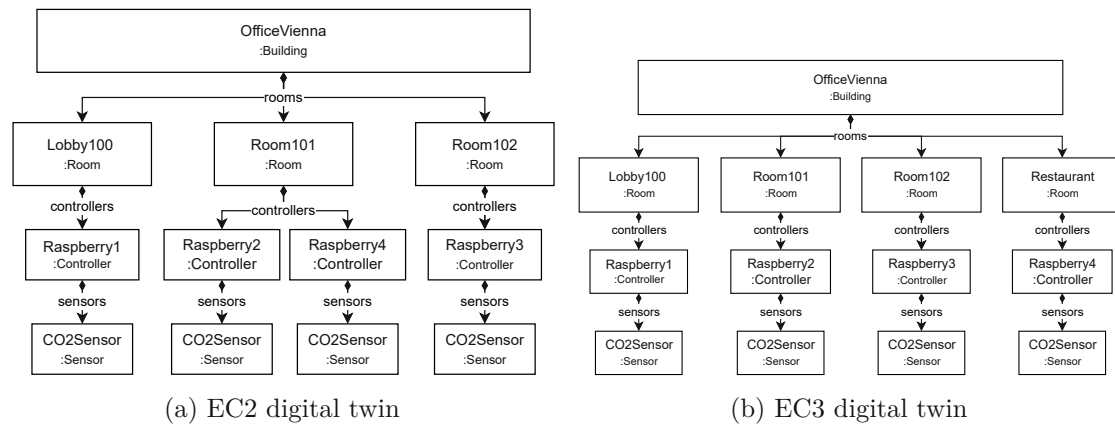 OfficeVienna
:Building
rooms
Lobby100
:Room
Room101
:Room
Room102
:Room
controllers
controllers
controllers
Raspberry1
:Controller
Raspberry2
:Controller
Raspberry4
:Controller
Raspberry3
:Controller
sensors
sensors
sensors
sensors
CO2Sensor
:Sensor
CO2Sensor
:Sensor
CO2Sensor
:Sensor
CO2Sensor
:Sensor
(a) EC2 digital twin
OfficeVienna
:Building
rooms
Lobby100
:Room
Room101
:Room
Room102
:Room
Restaurant
:Room
controllers
controllers
controllers
controllers
Raspberry1
:Controller
Raspberry2
:Controller
Raspberry3
:Controller
Raspberry4
:Controller
sensors
sensors
sensors
sensors
CO2Sensor
:Sensor
CO2Sensor
:Sensor
CO2Sensor
:Sensor
CO2Sensor
:Sensor
(b) EC3 digital twin